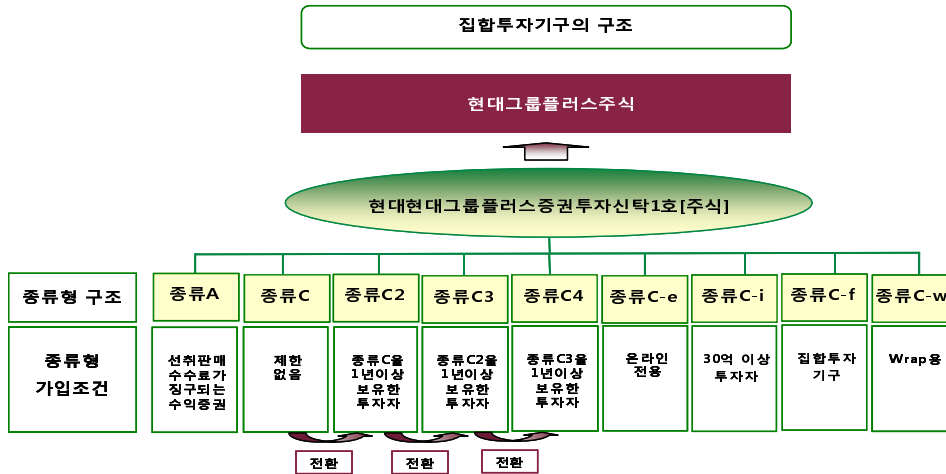 집합투자기구의 구조
현대그룹플러스주식
현대현대그룹플러스증권투자신탁1호[주식]
종류형 구조
종류A
종류C
종류C2
종류C3
종류C4
종류C-e
종류C-i
종류C-f
종류C-w
종류형
가입조건
선취판매
수수료가
징구되는
수익증권
제한
없음
종류C을
1년이상
보유한
투자자
종류C2을
1년이상
보유한
투자자
종류C3을
1년이상
보유한
투자자
온라인
전용
30억 이상
투자자
집합투자
기구
Wrap용
전환
전환
전환